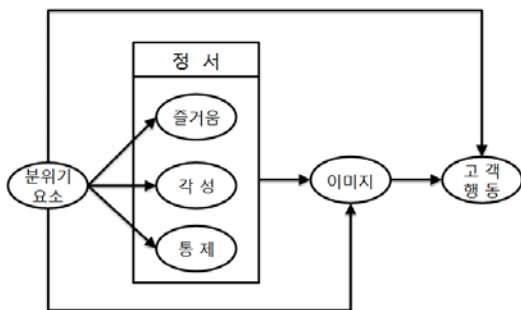 정 서
즐거움
분위기
요소
각 성
통 제
이미지
고 객
행 동